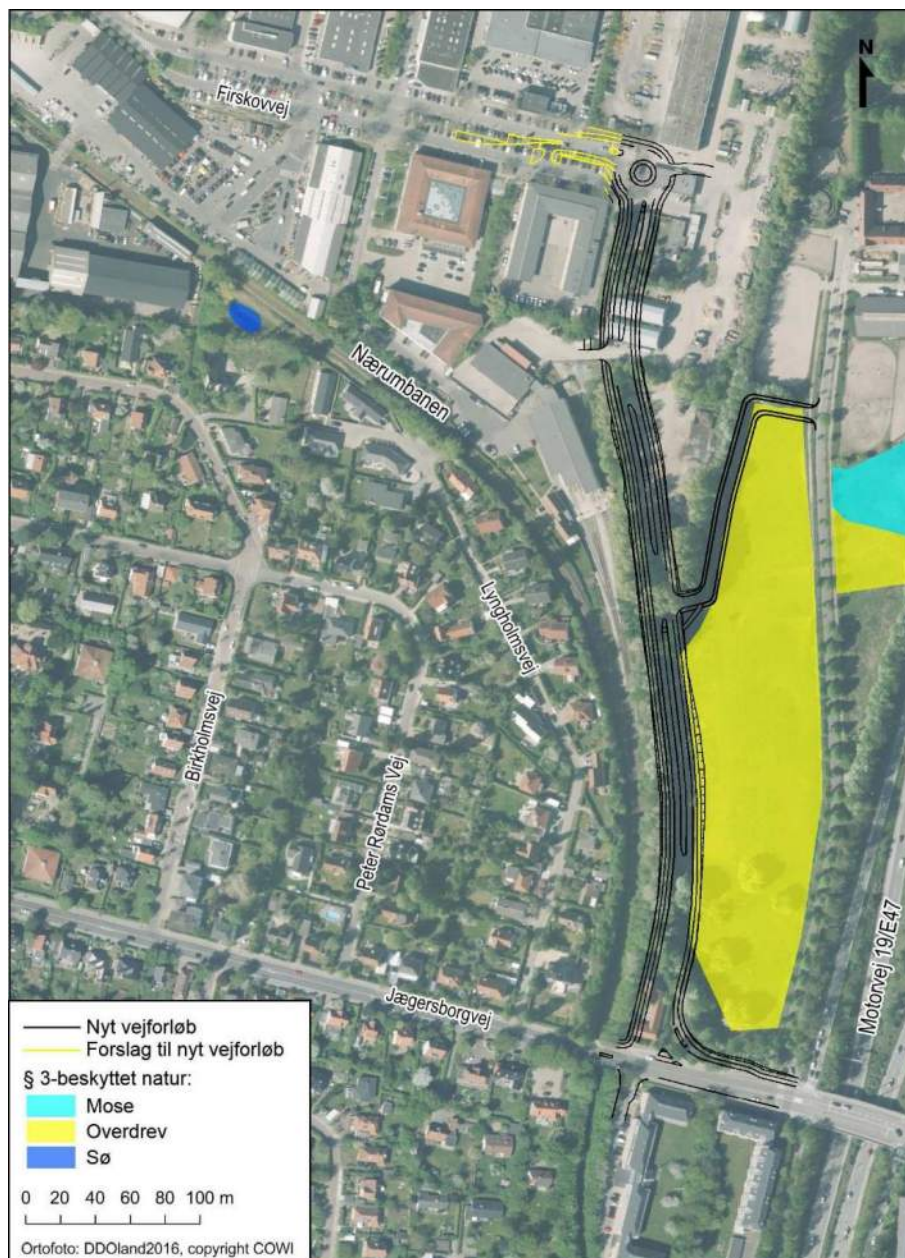 N
Firskovvej
Nærumbanen
Lyngholmsvej
Birkholmsvej
Peter Rørdams Vej
Motorvej 19/E47
Jægersborgvej
Nyt vejforløb
Forslag til nyt vejforløb
§ 3-beskyttet natur:
Mose
Overdrev
Sø
0 20 40 60 80 100 m
Ortofoto: DDOland2016, copyright COWI